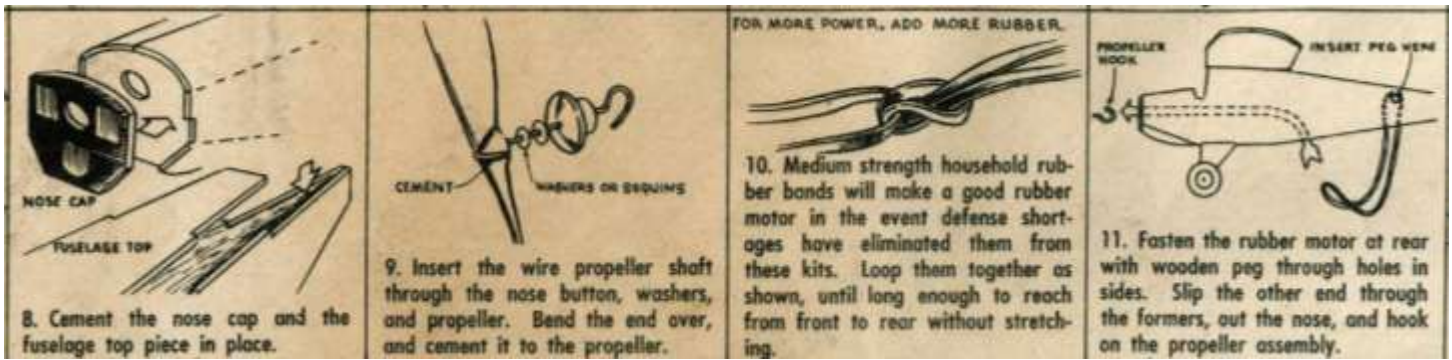 NOSE CAP
FUSELAGE TOP
8. Cement the nose cap and the
fuselage top piece in place.
CEMENT
WASHERS OR SEQUINS
9. Insert the wire propeller shaft
through the nose button, washers,
and propeller. Bend the end over,
and cement it to the propeller.
FOR MORE POWER, ADD MORE RUBBER.
10. Medium strength household rub-
ber bands will make a good rubber
motor in the event defense short-
ages have eliminated them from
these kits. Loop them together as
shown, until long enough to reach
from front to rear without stretch-
ing.
PROPELLER
HOOK
INSERT PEG HERE
11. Fasten the rubber motor at rear
with wooden peg through holes in
sides. Slip the other end through
the formers, out the nose, and hook
on the propeller assembly.